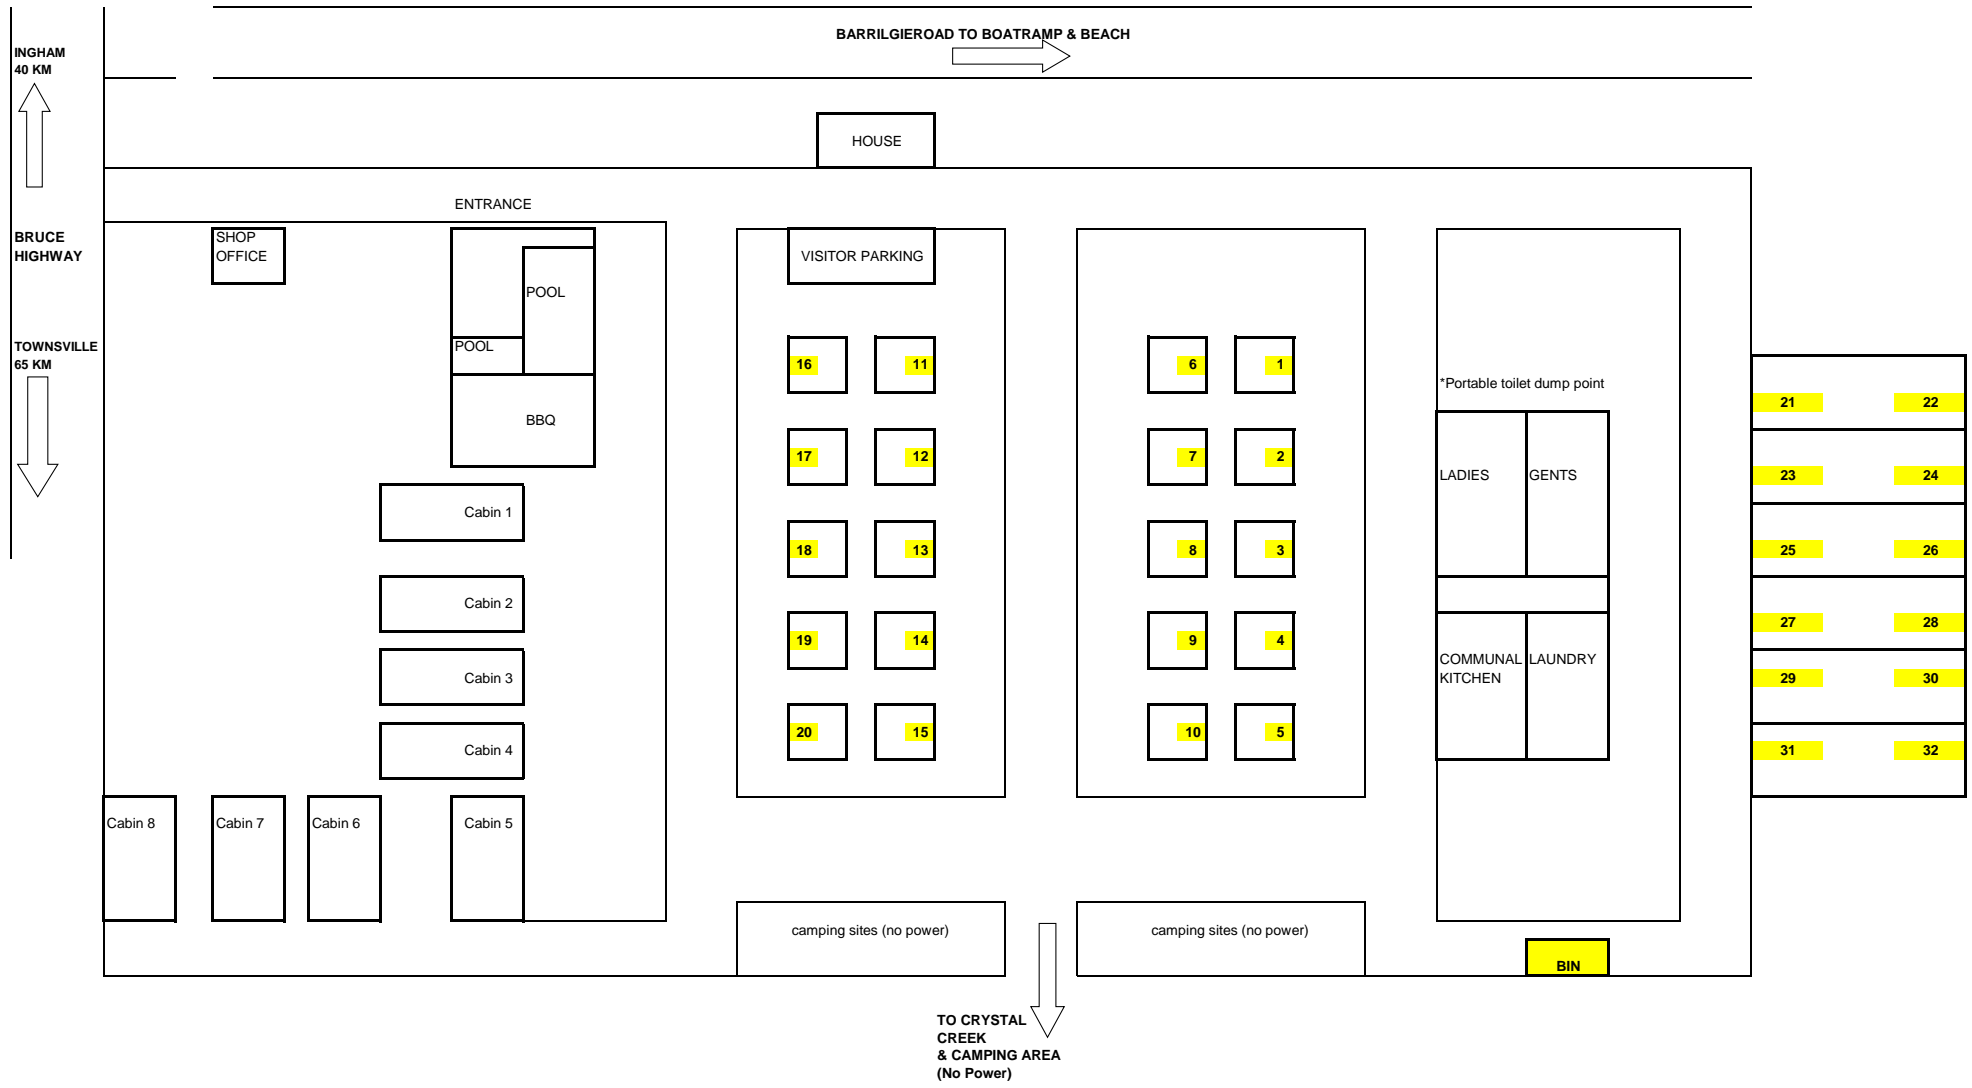 BARRILGIEROAD TO BOATRAMP & BEACH
INGHAM
40 KM
HOUSE
ENTRANCE
BRUCE
HIGHWAY
SHOP
OFFICE
VISITOR PARKING
POOL
TOWNSVILLE
65 KM
POOL
16 11 6 1
*Portable toilet dump point
21 22
BBQ
17 12 7 2
LADIES GENTS
23 24
Cabin 1
18 13 8 3
25 26
Cabin 2
27 28
19 14 9 4
COMMUNAL
KITCHEN
LAUNDRY
Cabin 3
29 30
20 15 10 5
Cabin 4
31 32
Cabin 8 Cabin 7 Cabin 6 Cabin 5
camping sites (no power) camping sites (no power)
BIN
TO CRYSTAL
CREEK
& CAMPING AREA
(No Power)